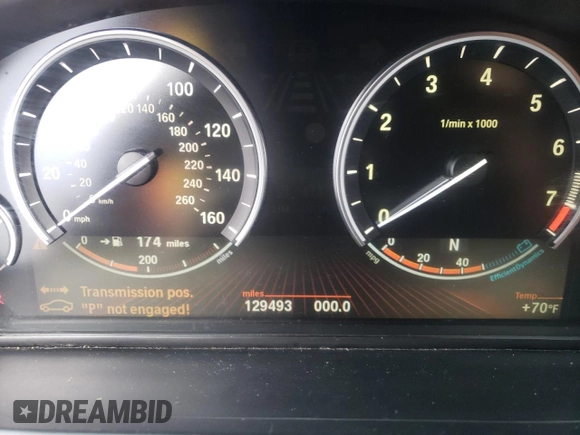 100
120
140
160
20
0
mph
120 140
160
180
200
220
240
260
40
20
0
km/h
0
174 miles
200
miles
0
1
2
3
4
5
6
7
1/min x 1000
0
20
40
mpg
N
EfficientDynamics
Transmission pos.
"P" not engaged!
miles
129493 000.0
Temp
+70°F
DREAMBID